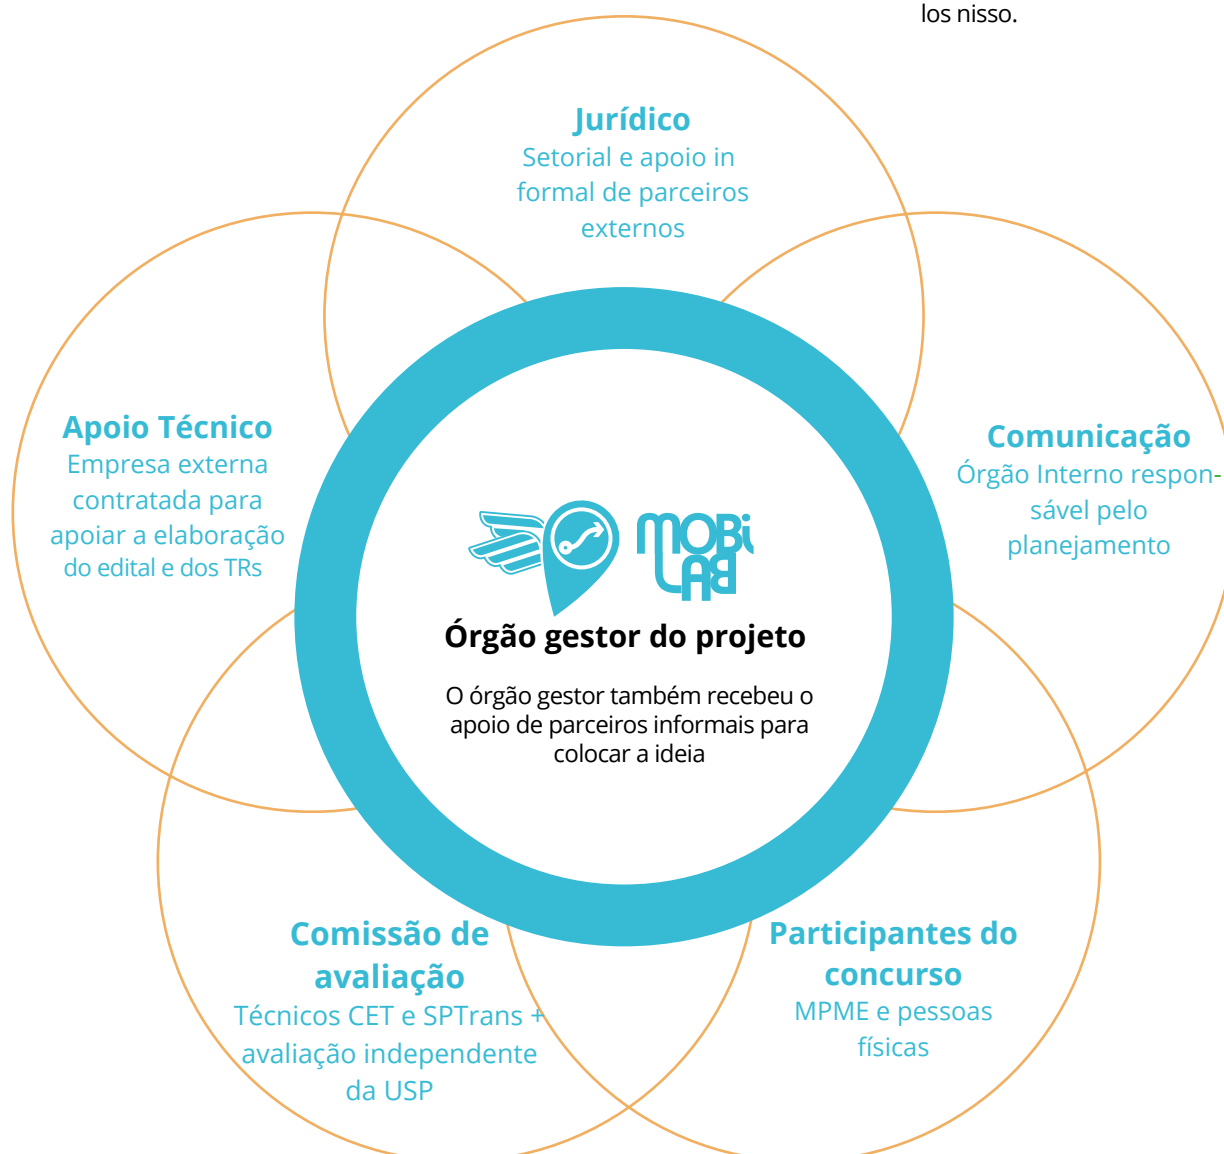 los nisso.
Jurídico
Setorial e apoio in
formal de parceiros
externos
Apoio Técnico
Empresa externa
contratada para
apoiar a elaboração
do edital e dos TRs
Comunicação
Órgão Interno respon-
sável pelo
planejamento
MOBi
LAB
Órgão gestor do projeto
O órgão gestor também recebeu o
apoio de parceiros informais para
colocar a ideia
Comissão de
avaliação
Técnicos CET e SPTrans +
avaliação independente
da USP
Participantes do
concurso
MPME e pessoas
físicas